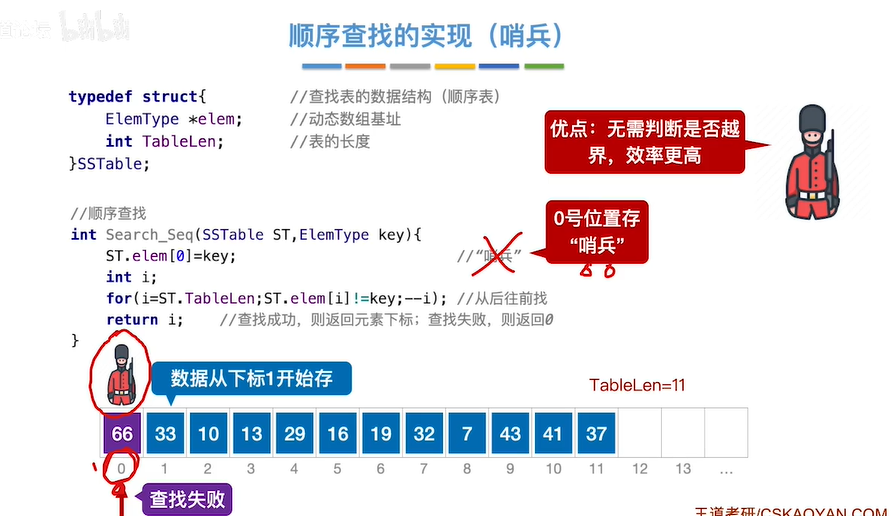 顺序查找的实现（哨兵）
typedef struct{ //查找表的数据结构（顺序表）
ElemType *elem; //动态数组基址
int TableLen; //表的长度
}SSTable;
优点：无需判断是否越
界，效率更高
//顺序查找
int Search_Seq(SSTable ST,ElemType key){
ST.elem[0]=key; //“哨兵”
0号位置存
“哨兵”
int i;
for(i=ST.TableLen;ST.elem[i]!=key;--i); //从后往前找
return i; //查找成功，则返回元素下标；查找失败，则返回0
}
数据从下标1开始存
TableLen=11
66 33 10 13 29 16 19 32 7 43 41 37
0 1 2 3 4 5 6 7 8 9 10 11 12 13 ...
查找失败
王道考研/CSKAOYAN.COM